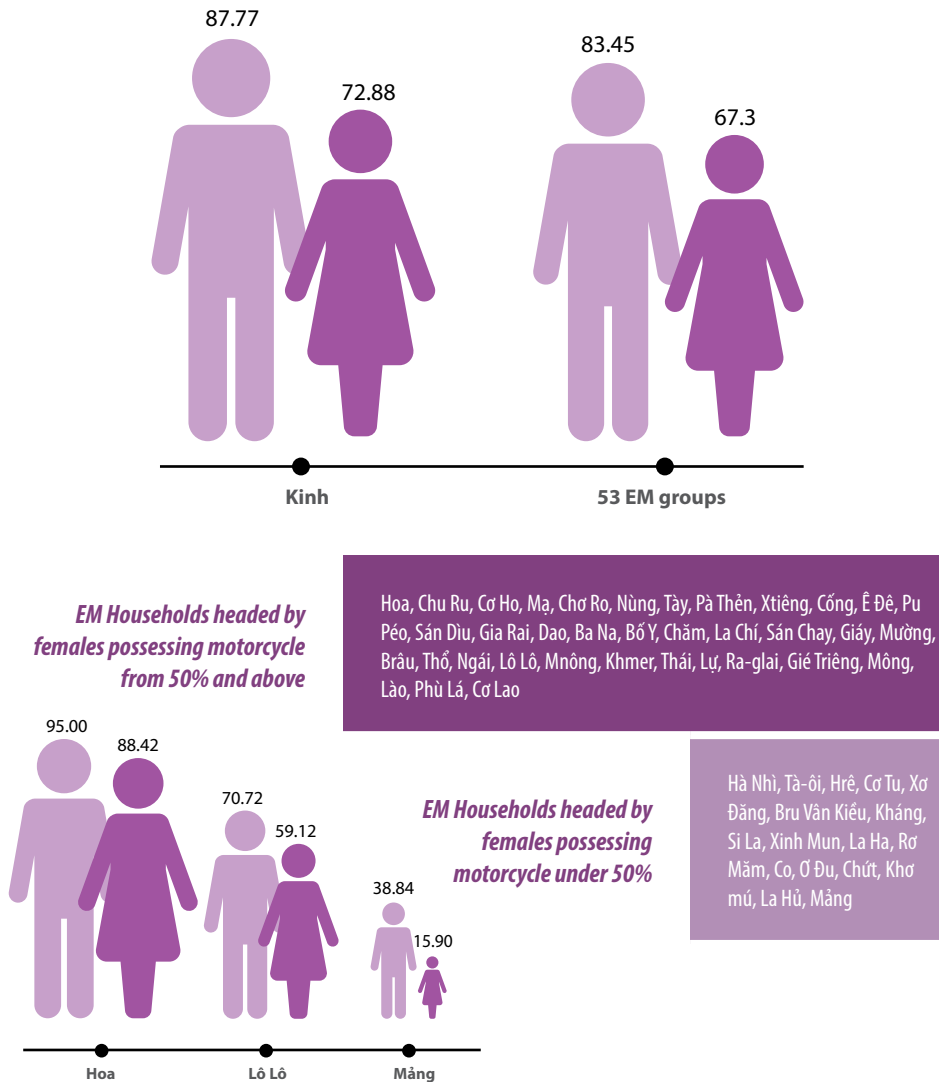 87.77
72.88
83.45
67.3
Kinh
53 EM groups
EM Households headed by
females possessing motorcycle
from 50% and above
Hoa, Chu Ru, Cơ Ho, Mạ, Chơ Ro, Nùng, Tày, Pà Thẻn, Xtiêng, Cống, Ê Đê, Pu
Péo, Sán Dìu, Gia Rai, Dao, Ba Na, Bố Y, Chăm, La Chí, Sán Chay, Giáy, Mường,
Brâu, Thổ, Ngái, Lô Lô, Mnông, Khmer, Thái, Lự, Ra-glai, Gié Triêng, Mông,
Lào, Phù Lá, Cơ Lao
95.00
88.42
70.72
59.12
38.84
15.90
EM Households headed by
females possessing
motorcycle under 50%
Hà Nhì, Tà-ôi, Hrê, Cơ Tu, Xơ
Đăng, Bru Vân Kiều, Kháng,
Si La, Xinh Mun, La Ha, Rơ
Măm, Co, Ơ Đu, Chứt, Khơ
mú, La Hủ, Mảng
Hoa
Lô Lô
Mảng